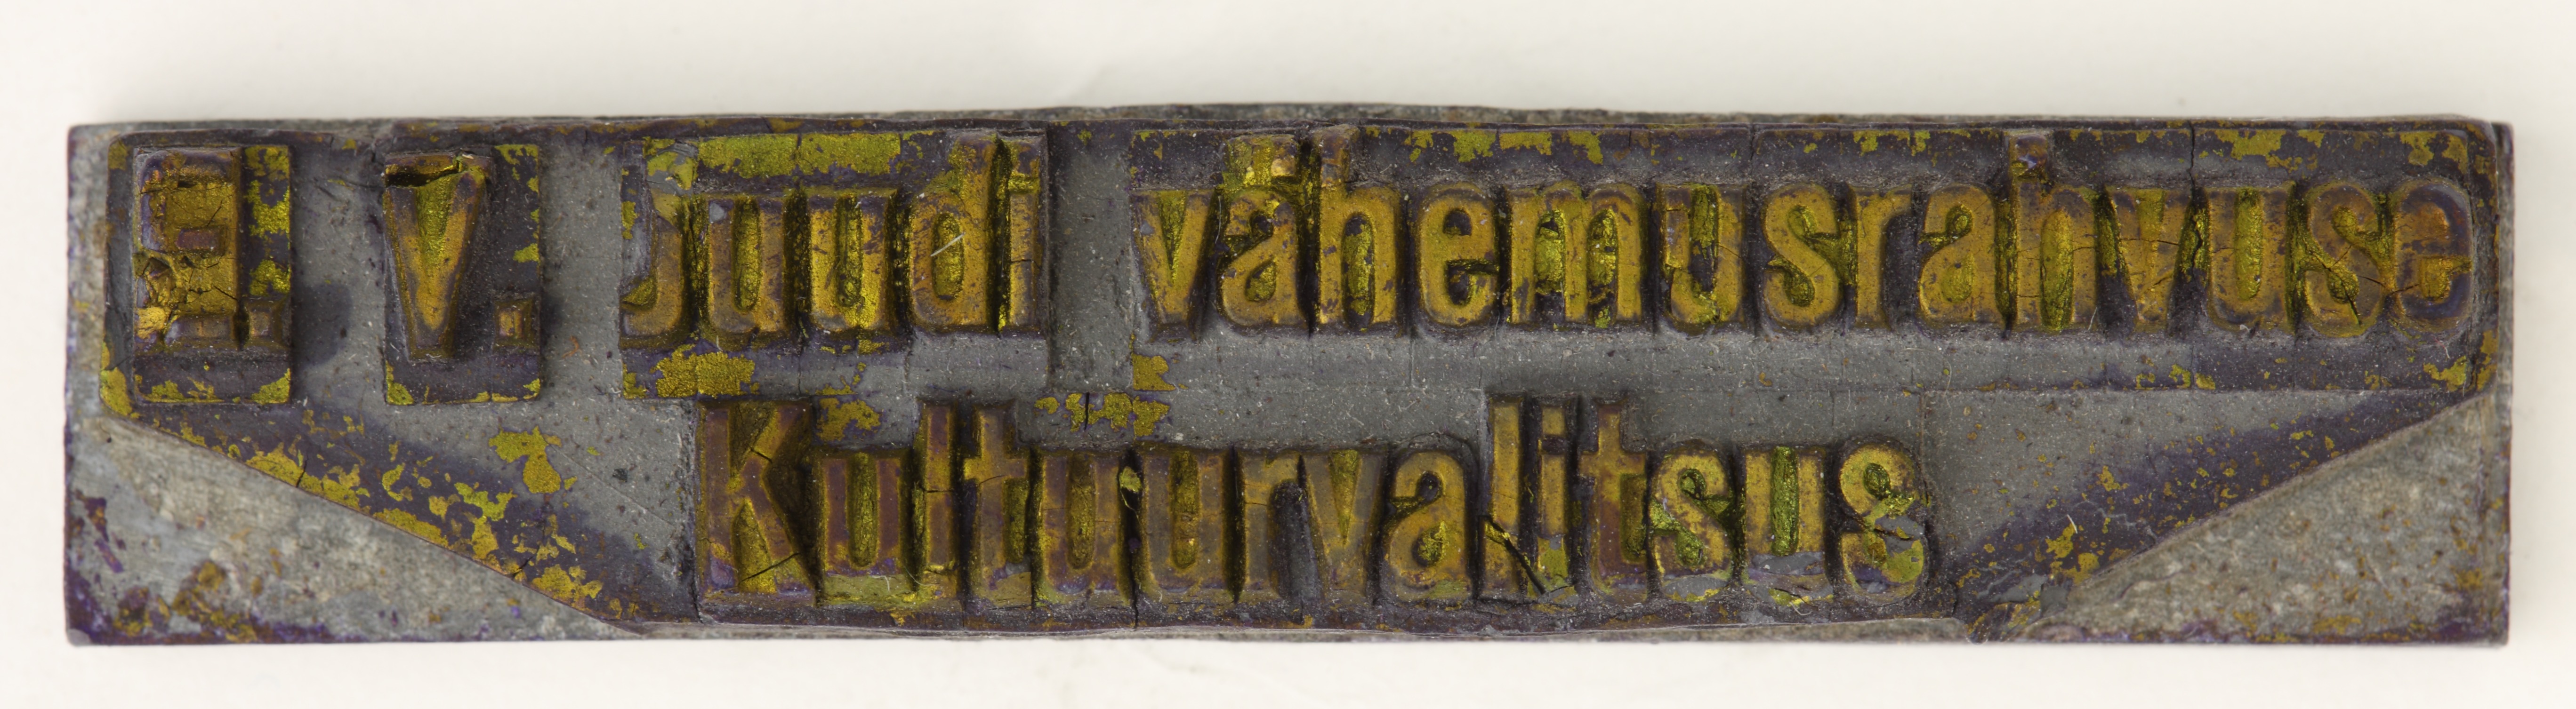 E. V. Juudi vähemusrahvuse
Kultuurvalitsus